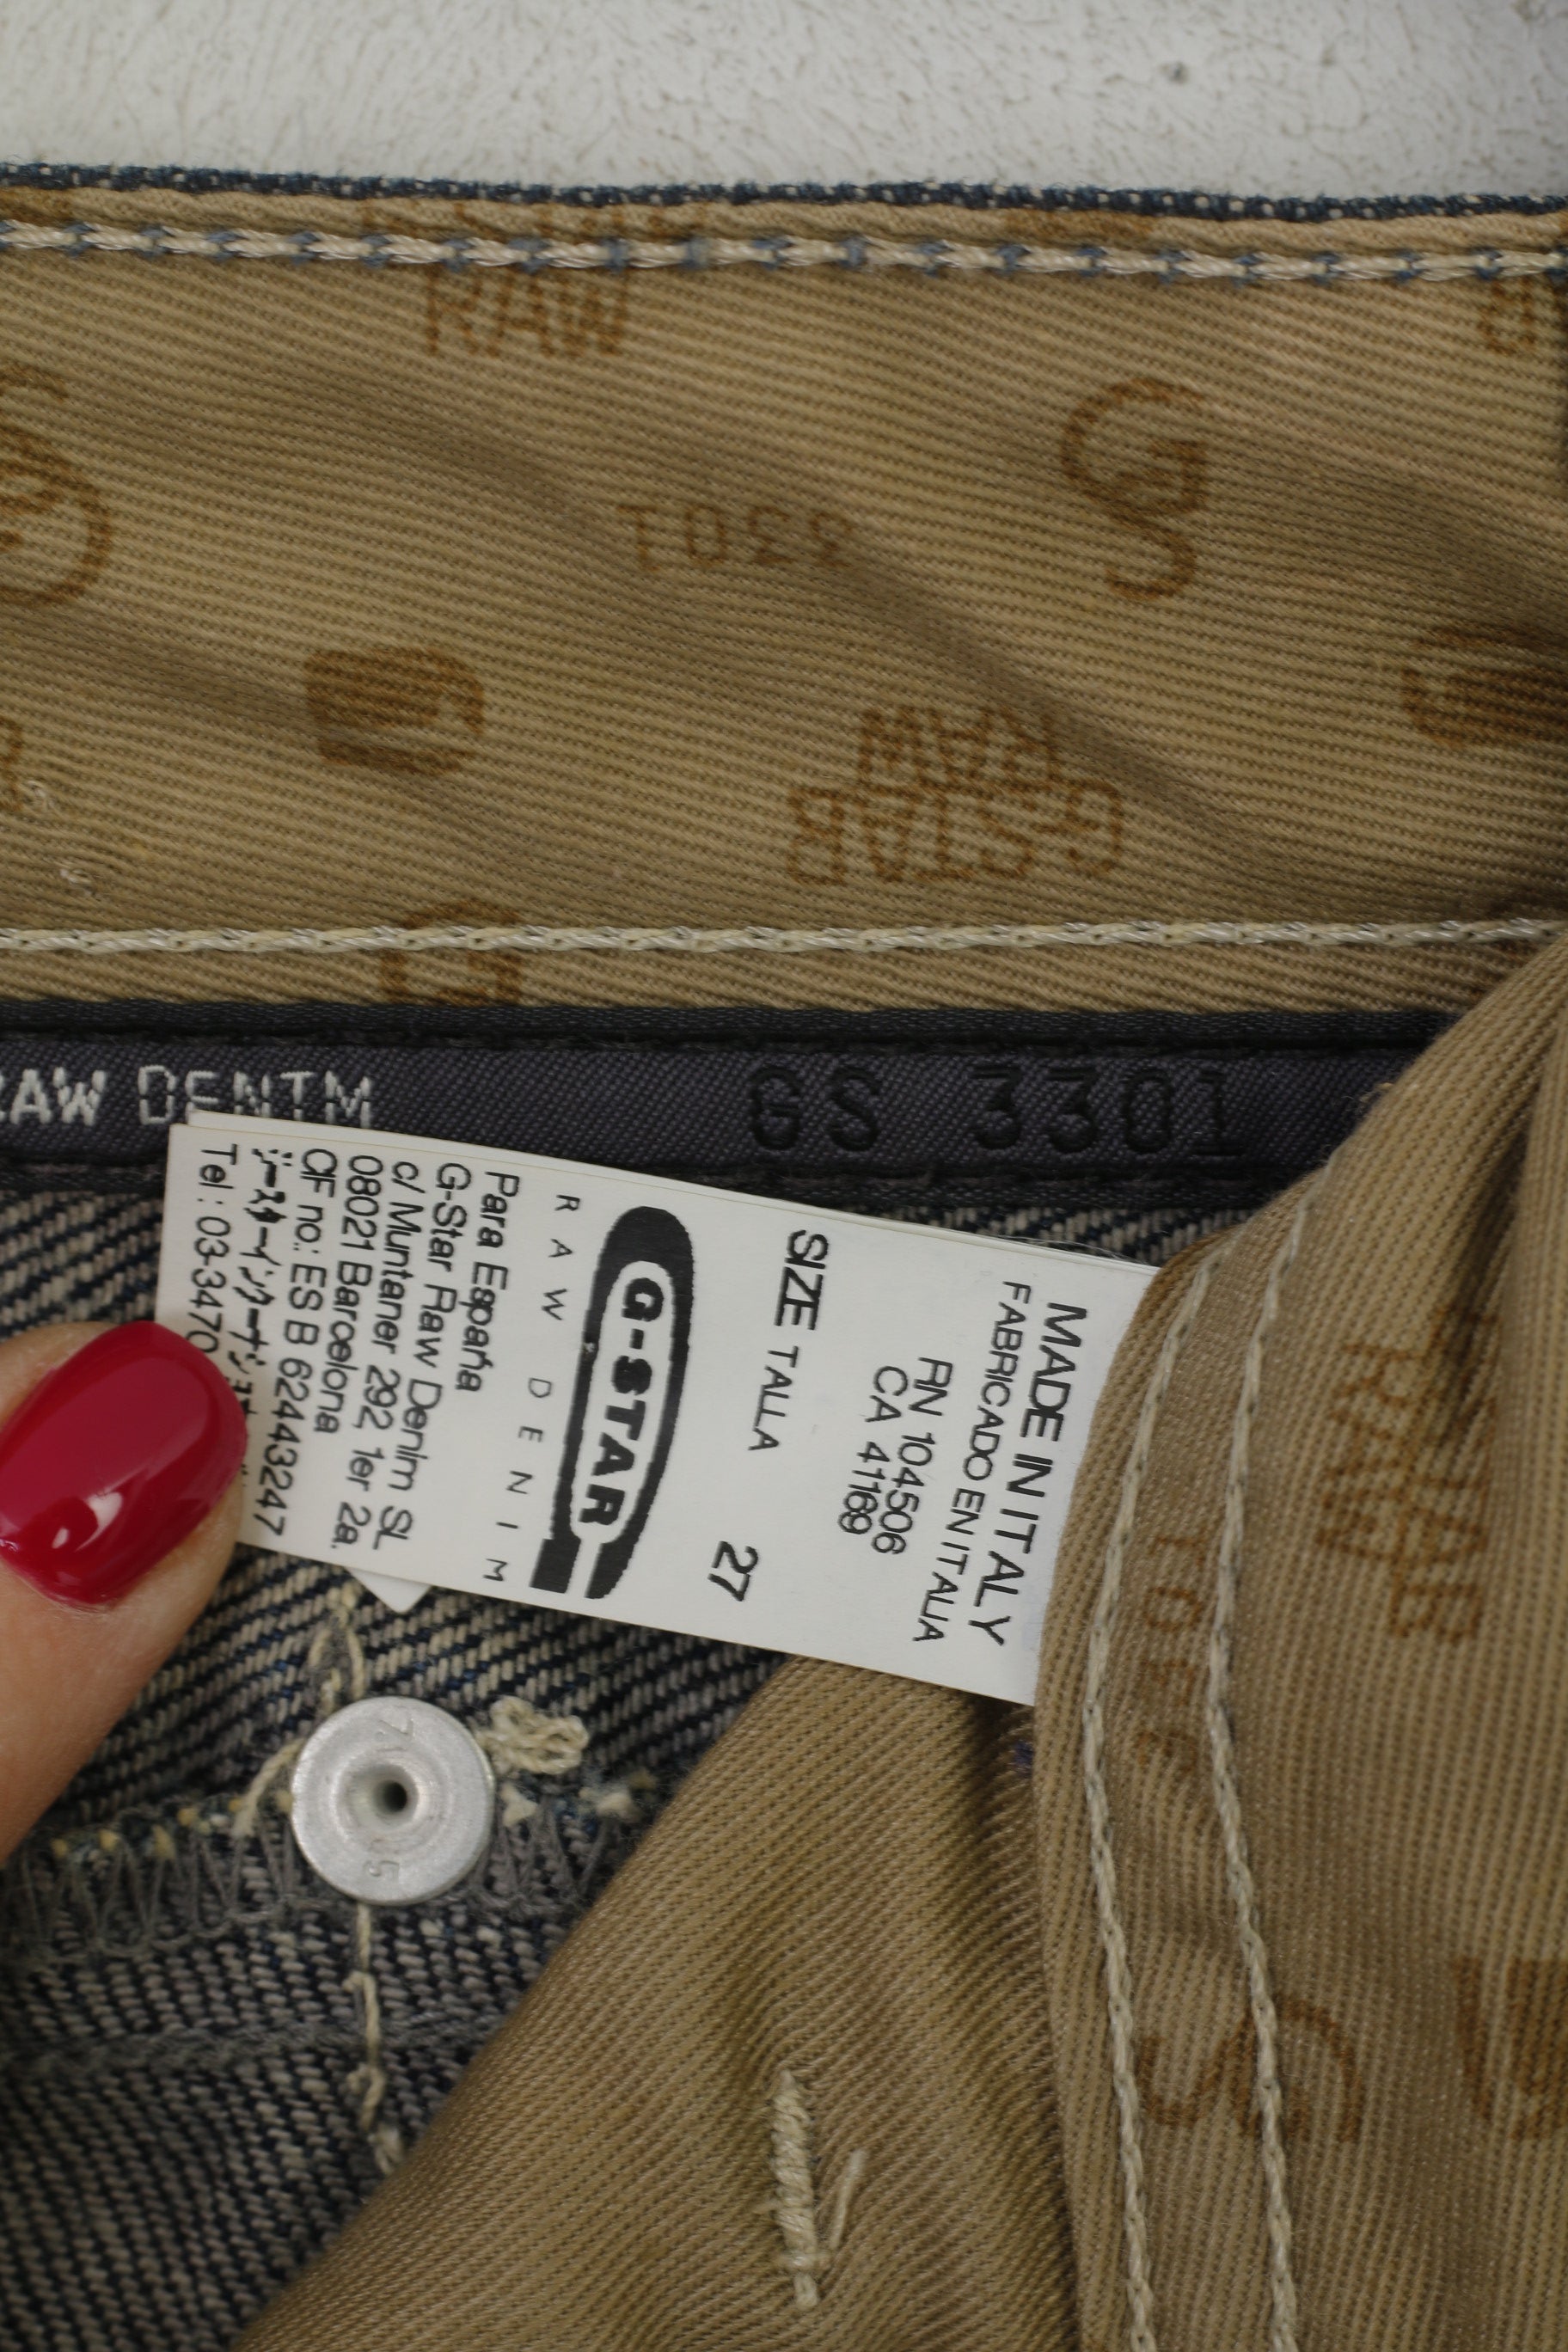 RAW
3301
G-STAR
RAW
RAW DENIM
GS 3301
MADE IN ITALY
FABRICADO EN ITALIA
RN 104506
CA 41169
SIZE TALLA 27
G-STAR
RAW DENIM
Para España
G-Star Raw Denim SL
c/ Muntaner 292 1er 2a.
08021 Barcelona
CIF no.: ES B 62443247
Tel: 03-3470